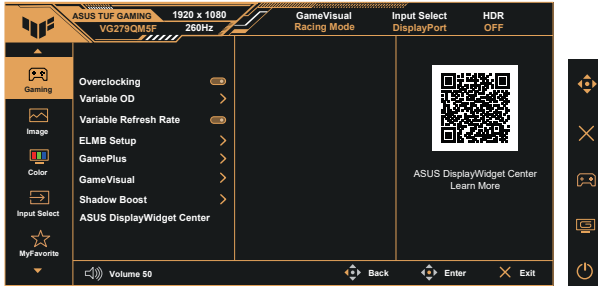 ASUS TUF GAMING 1920 x 1080
VG279QM5F 260Hz
GameVisual
Racing Mode
Input Select
DisplayPort
HDR
OFF
Gaming
Image
Color
Input Select
MyFavorite
Overclocking
Variable OD
Variable Refresh Rate
ELMB Setup
GamePlus
GameVisual
Shadow Boost
ASUS DisplayWidget Center
ASUS DisplayWidget Center
Learn More
Volume 50
Back
Enter
Exit